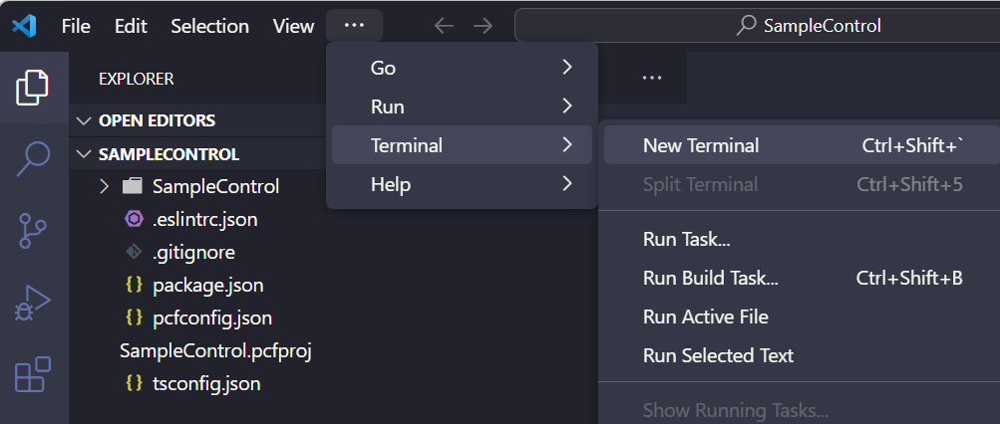 File Edit Selection View ··· SampleControl
EXPLORER ···
OPEN EDITORS
SAMPLECONTROL
SampleControl
.eslintrc.json
.gitignore
package.json
pcfconfig.json
SampleControl.pcfproj
tsconfig.json
Go
Run
Terminal
Help
New Terminal Ctrl+Shift+`
Split Terminal Ctrl+Shift+5
Run Task...
Run Build Task... Ctrl+Shift+B
Run Active File
Run Selected Text
Show Running Tasks...